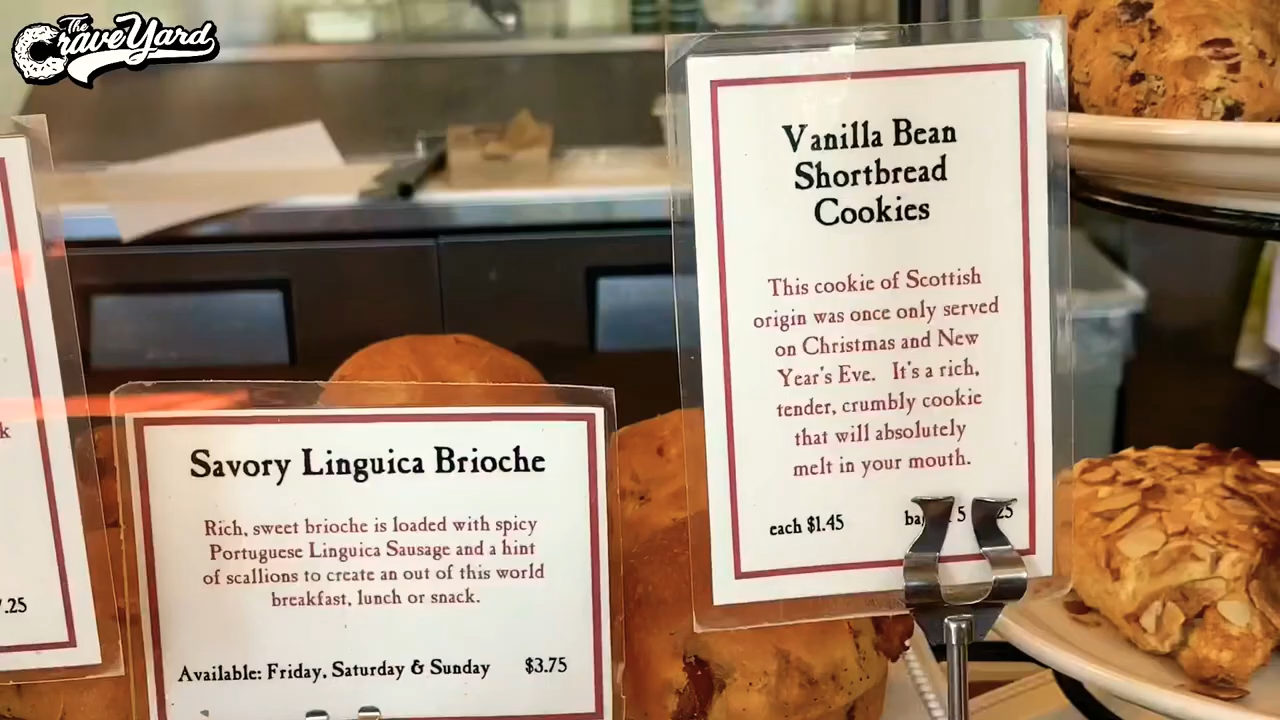 The
CraveYard
Vanilla Bean
Shortbread
Cookies
This cookie of Scottish
origin was once only served
on Christmas and New
Year's Eve. It's a rich,
tender, crumbly cookie
that will absolutely
melt in your mouth.
each $1.45
Savory Linguica Brioche
Rich, sweet brioche is loaded with spicy
Portuguese Linguica Sausage and a hint
of scallions to create an out of this world
breakfast, lunch or snack.
Available: Friday, Saturday & Sunday $3.75